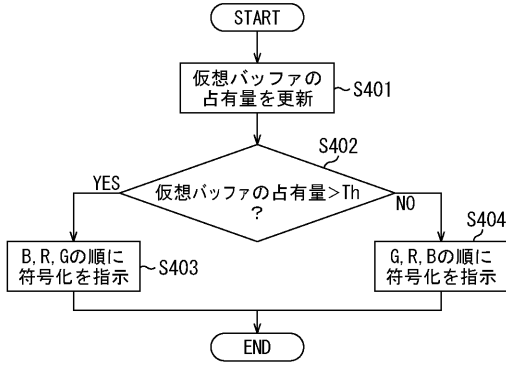 START
仮想バッファの
占有量を更新
S401
S402
仮想バッファの占有量>Th
?
YES
NO
B,R,Gの順に
符号化を指示
S403
S404
G,R,Bの順に
符号化を指示
END